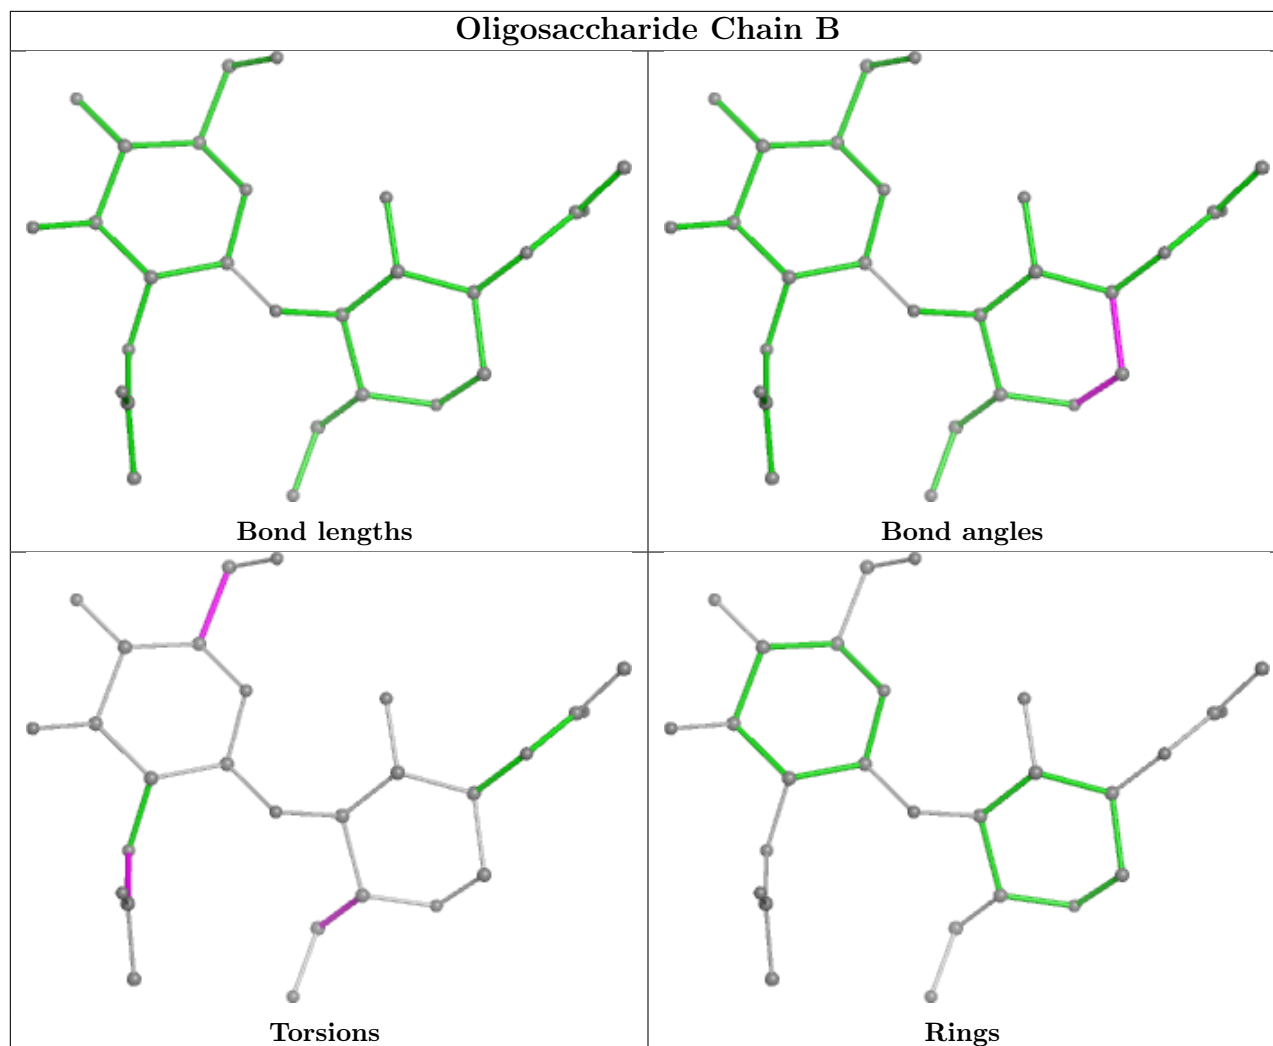 Oligosaccharide Chain B
Bond lengths
Bond angles
Torsions
Rings